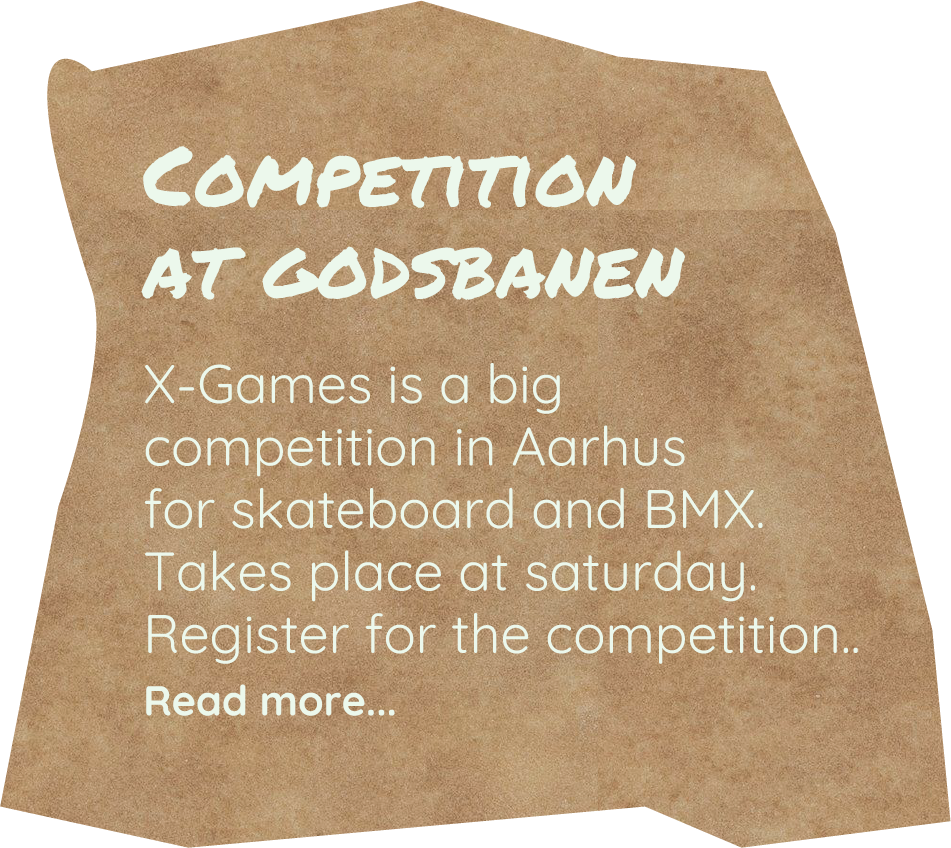 Competition
at godsbanen
X-Games is a big
competition in Aarhus
for skateboard and BMX.
Takes place at saturday.
Register for the competition..
Read more...